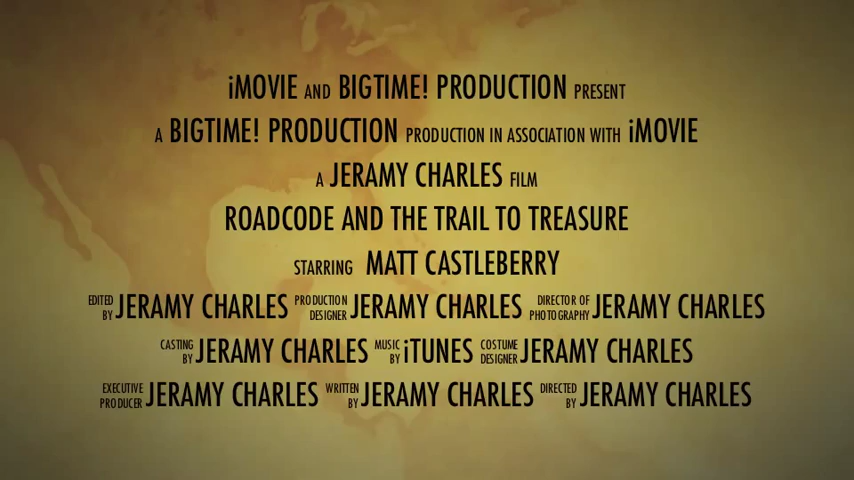 iMOVIE AND BIGTIME! PRODUCTION PRESENT
A BIGTIME! PRODUCTION PRODUCTION IN ASSOCIATION WITH iMOVIE
A JERAMY CHARLES FILM
ROADCODE AND THE TRAIL TO TREASURE
STARRING MATT CASTLEBERRY
EDITED BY JERAMY CHARLES PRODUCTION DESIGNER JERAMY CHARLES DIRECTOR OF PHOTOGRAPHY JERAMY CHARLES
CASTING BY JERAMY CHARLES MUSIC BY iTUNES COSTUME DESIGNER JERAMY CHARLES
EXECUTIVE PRODUCER JERAMY CHARLES WRITTEN BY JERAMY CHARLES DIRECTED BY JERAMY CHARLES